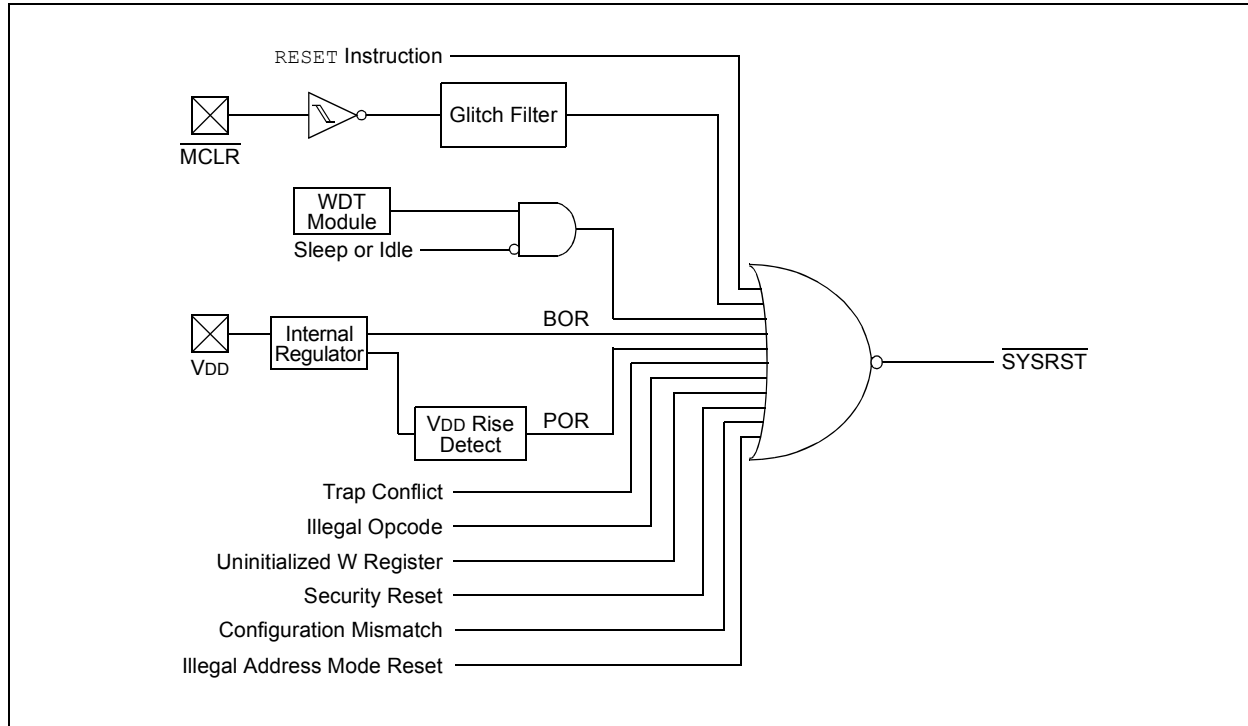 RESET Instruction
Glitch Filter
MCLR
WDT
Module
Sleep or Idle
BOR
Internal
Regulator
VDD
SYSRST
VDD Rise
Detect
POR
Trap Conflict
Illegal Opcode
Uninitialized W Register
Security Reset
Configuration Mismatch
Illegal Address Mode Reset